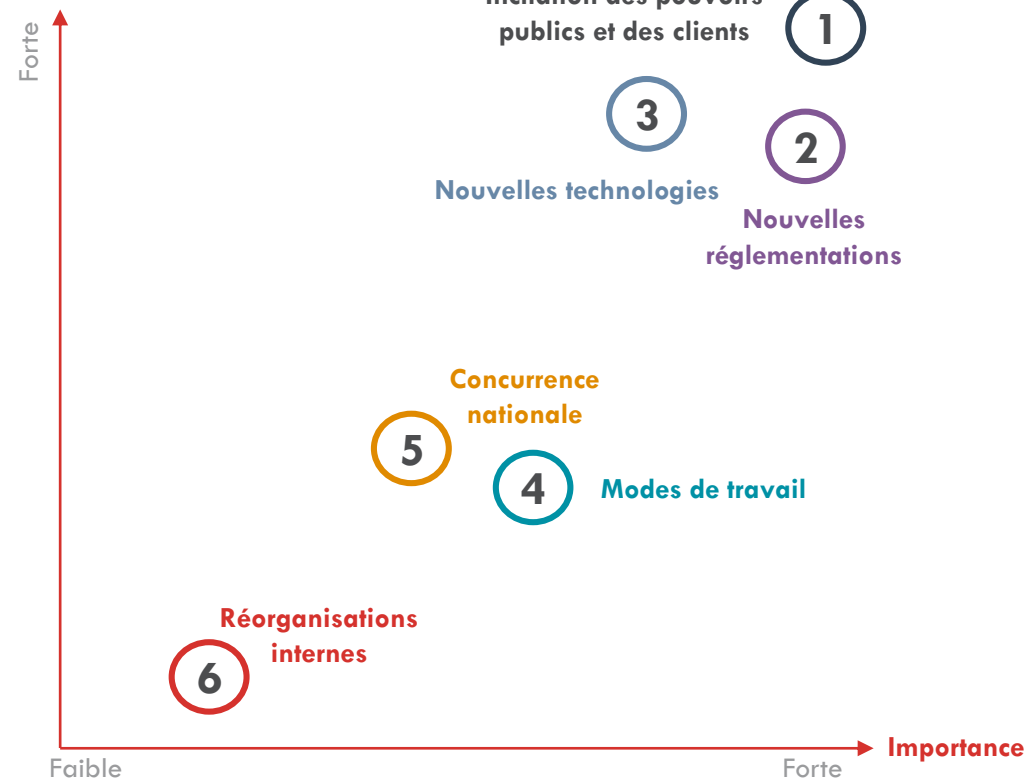 publics et des clients
1
Forte
3
2
Nouvelles technologies
Nouvelles
réglementations
Concurrence
nationale
5
4
Modes de travail
Réorganisations
internes
6
Importance
Faible
Forte